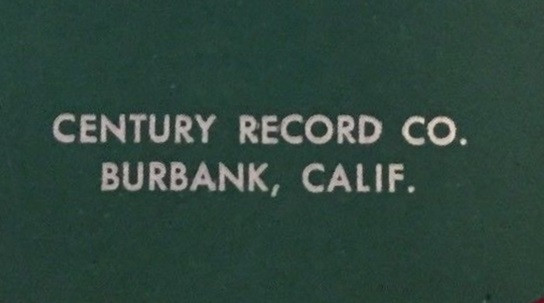 CENTURY RECORD CO.
BURBANK, CALIF.